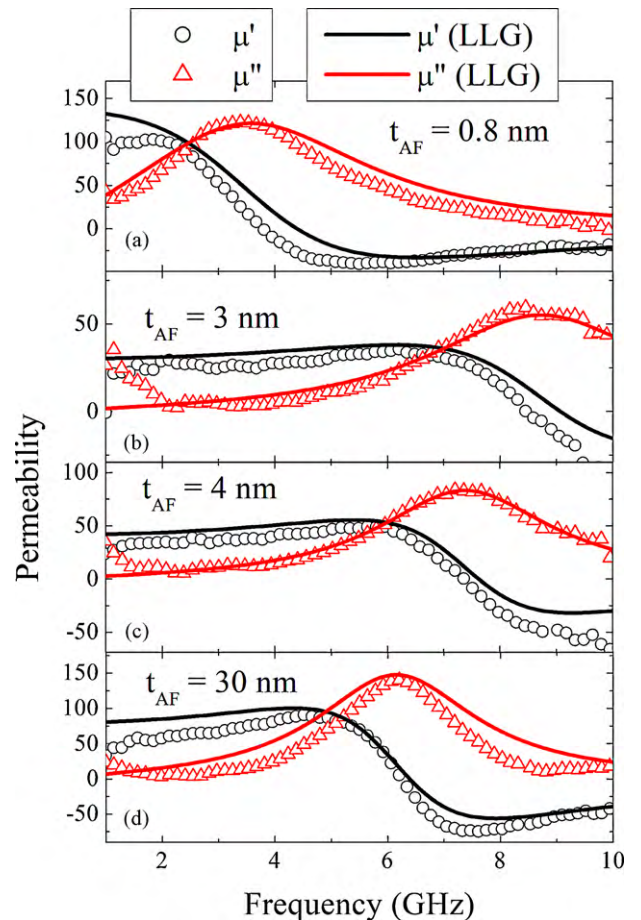 μ' μ' (LLG)
μ'' μ'' (LLG)
150
100
50
0
t_AF = 0.8 nm
(a)
50
0
t_AF = 3 nm
(b)
100
50
0
-50
t_AF = 4 nm
(c)
150
100
50
0
-50
t_AF = 30 nm
(d)
2 4 6 8 10
Permeability
Frequency (GHz)